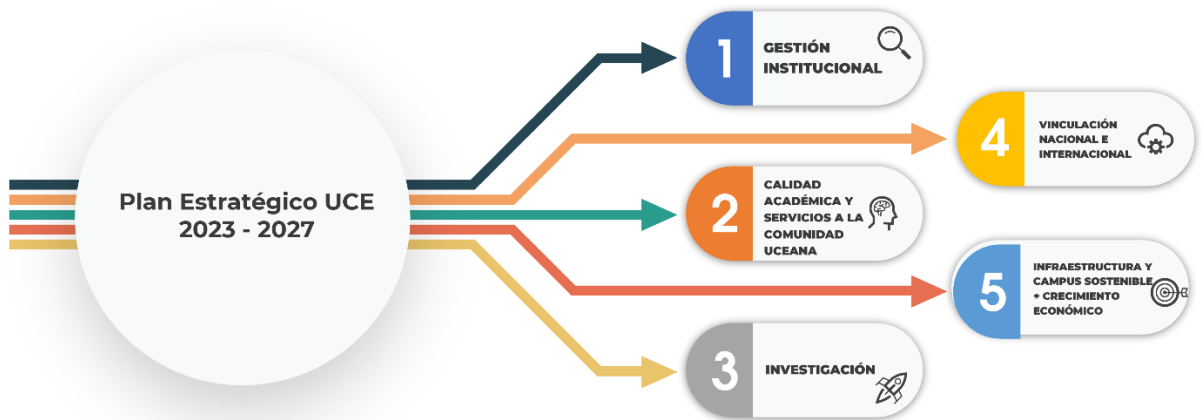 Plan Estratégico UCE
2023 - 2027
1
GESTIÓN
INSTITUCIONAL
2
CALIDAD
ACADÉMICA Y
SERVICIOS A LA
COMUNIDAD
UCEANA
3
INVESTIGACIÓN
4
VINCULACIÓN
NACIONAL E
INTERNACIONAL
5
INFRAESTRUCTURA Y
CAMPUS SOSTENIBLE
+ CRECIMIENTO
ECONÓMICO